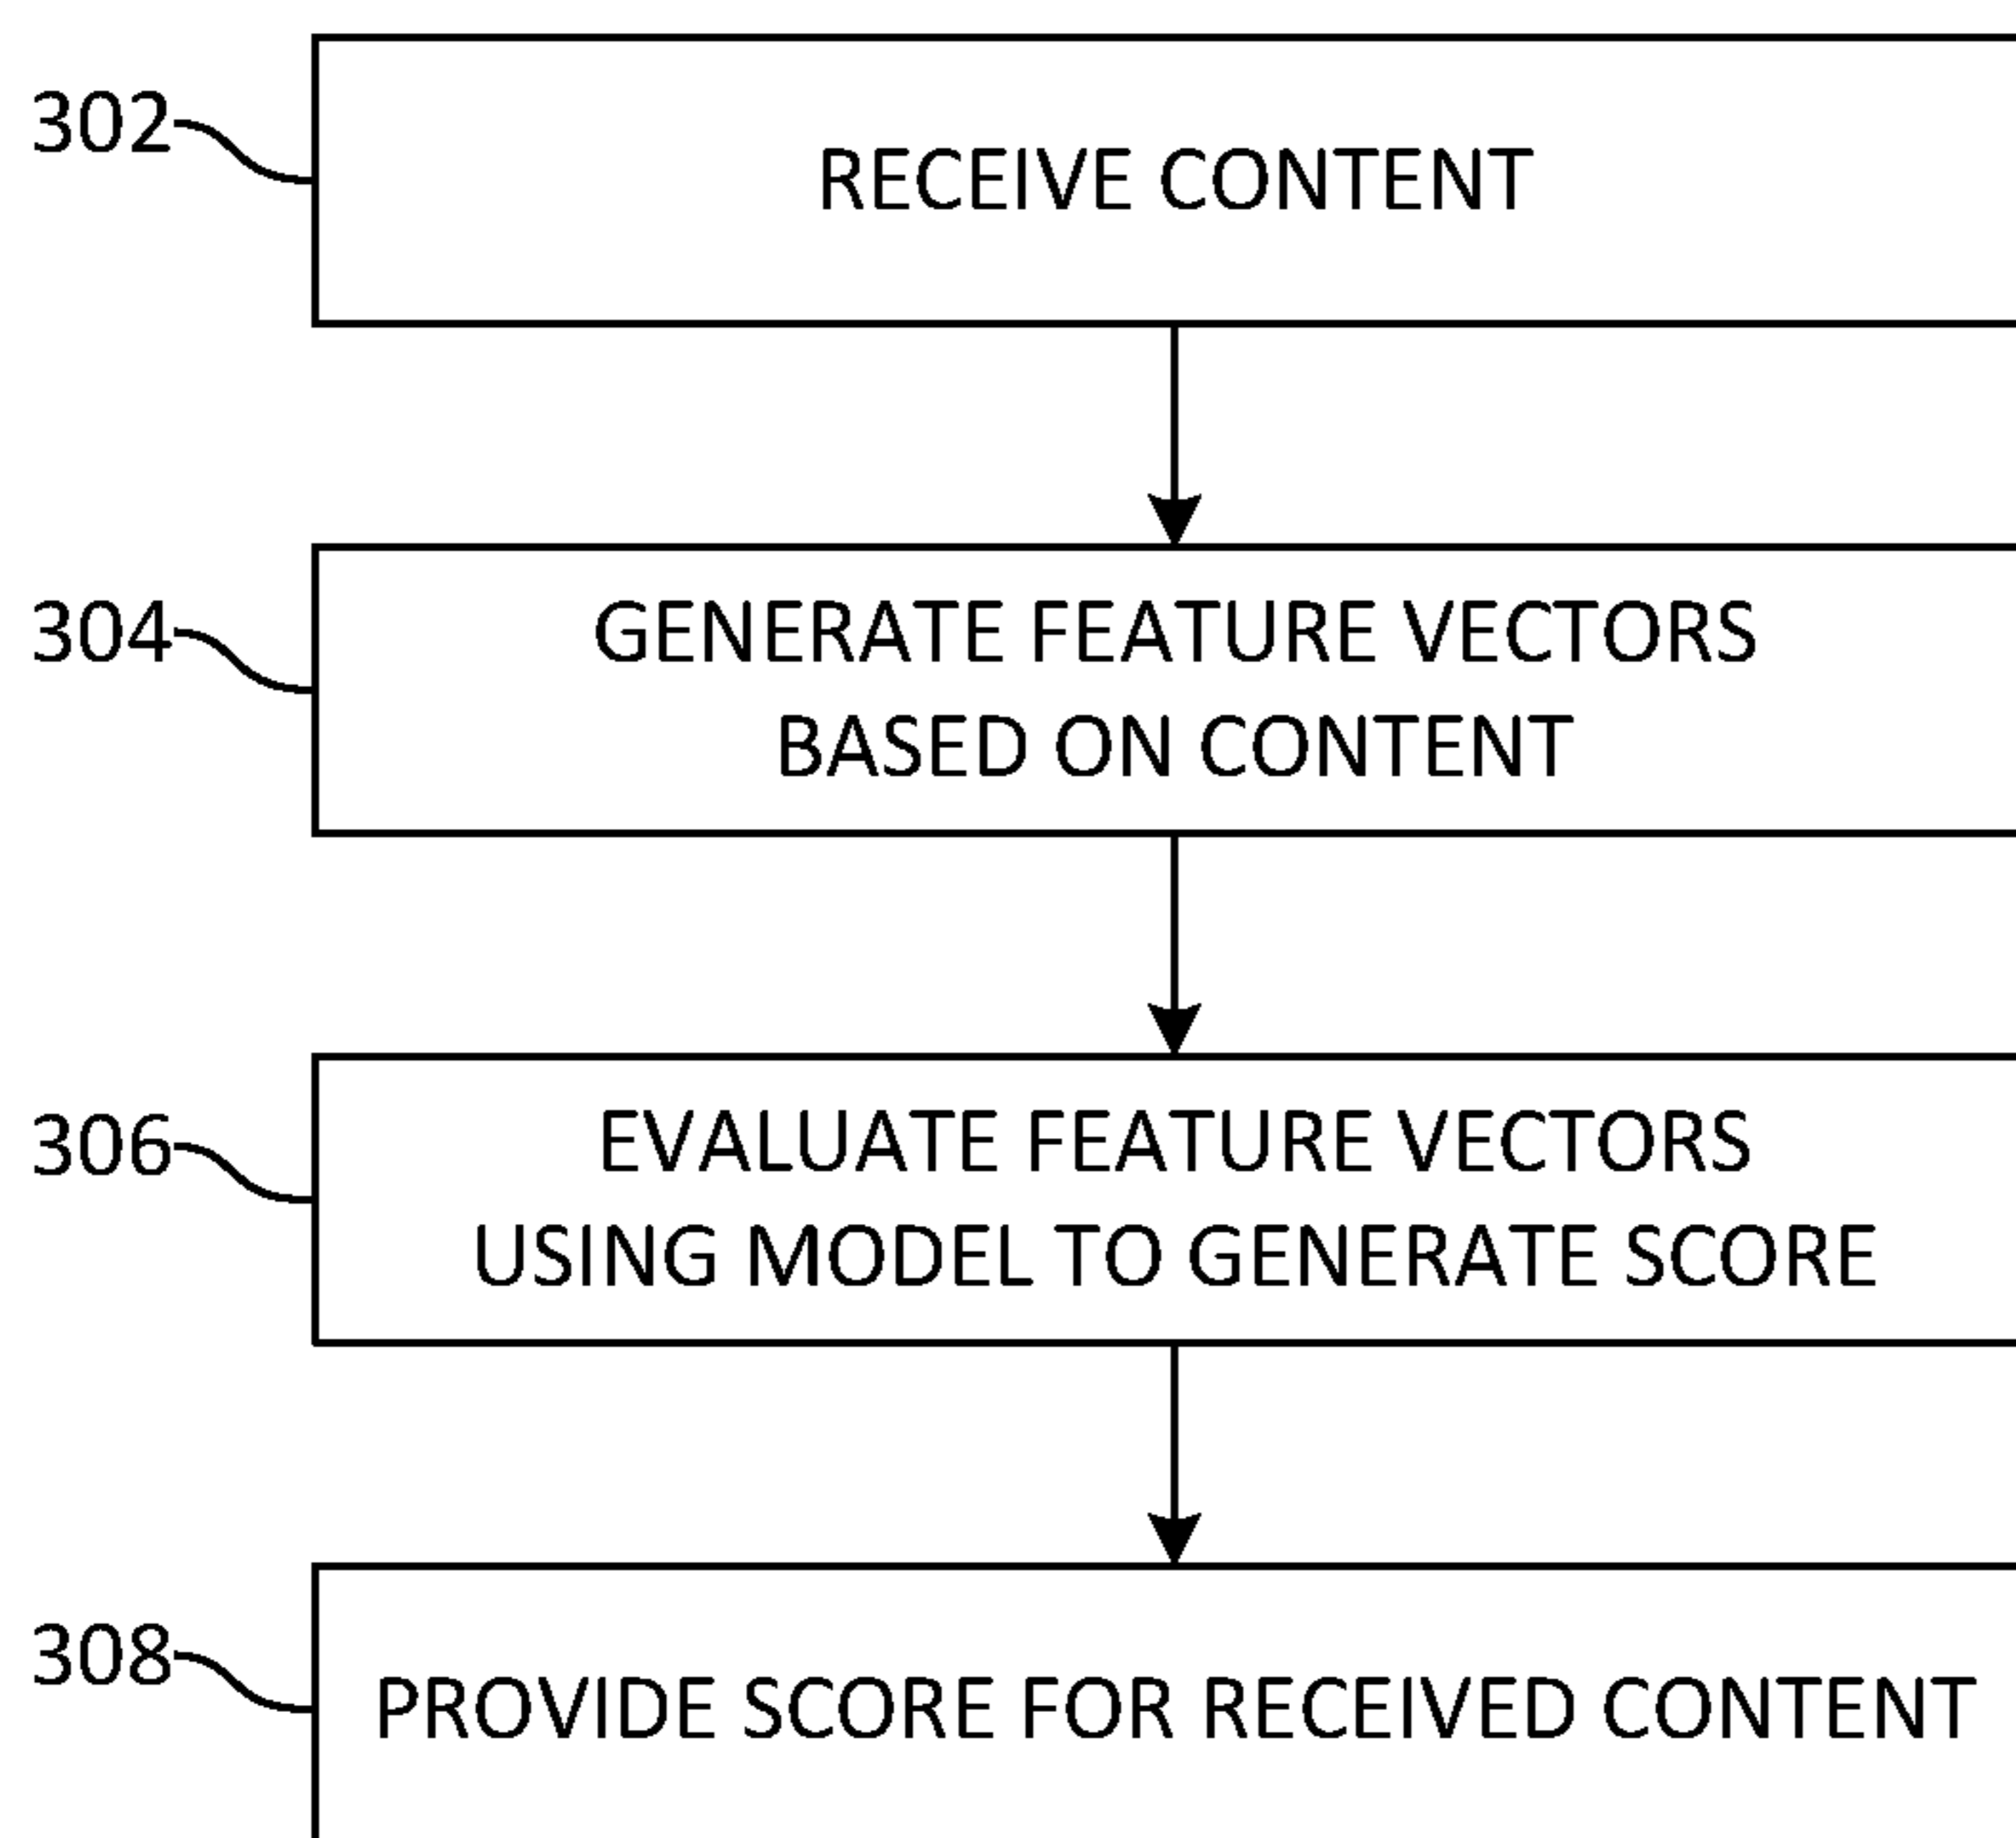 302
RECEIVE CONTENT
304
GENERATE FEATURE VECTORS
BASED ON CONTENT
306
EVALUATE FEATURE VECTORS
USING MODEL TO GENERATE SCORE
308
PROVIDE SCORE FOR RECEIVED CONTENT